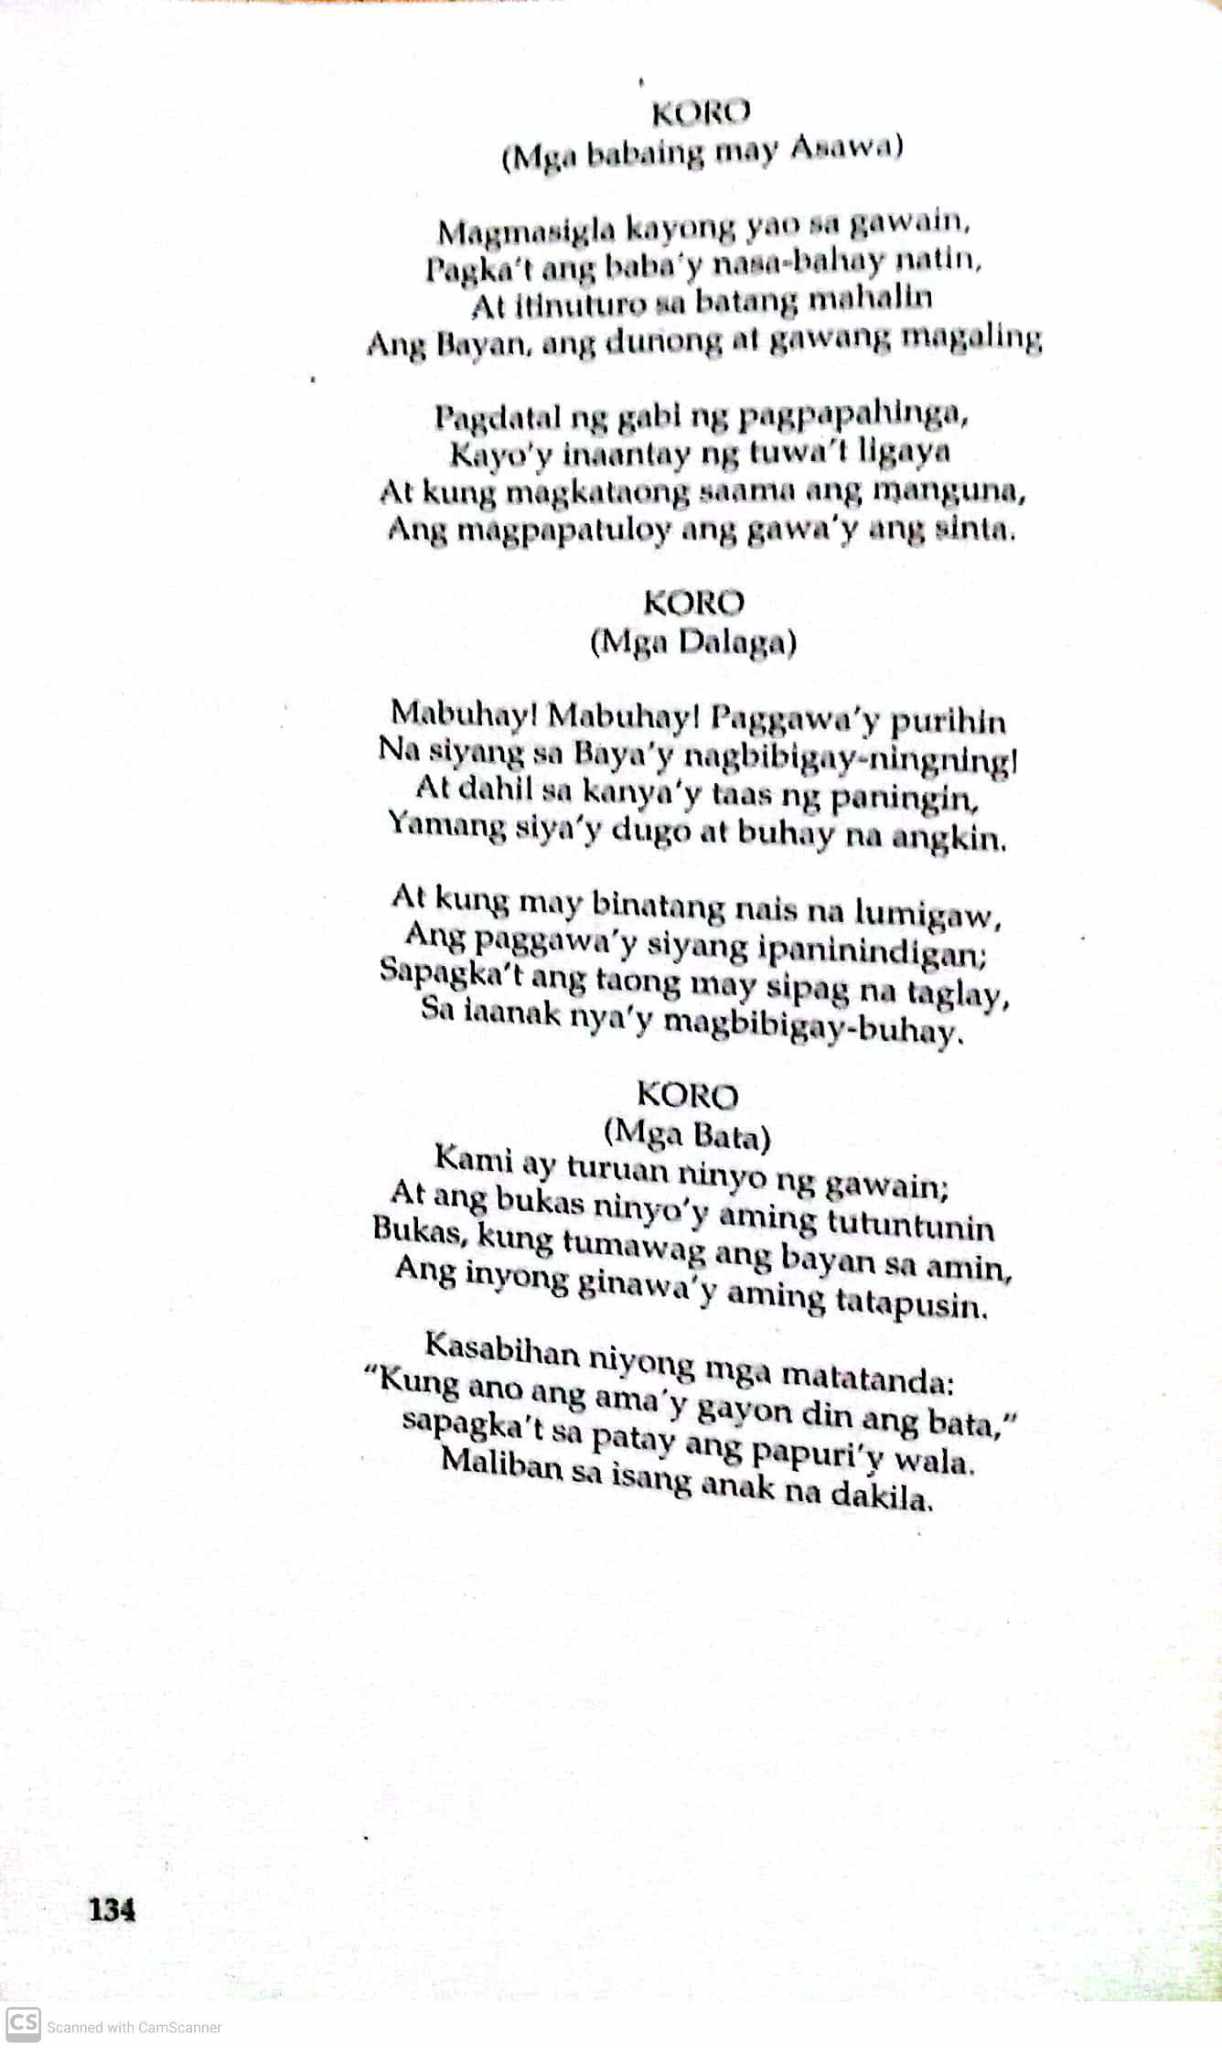 KORO
(Mga babaing may Asawa)
Magmasigla kayong yao sa gawain,
Pagka't ang baba'y nasa-bahay natin,
At itinuturo sa batang mahalin
Ang Bayan, ang dunong at gawang magaling
Pagdatal ng gabi ng pagpapahinga,
Kayo'y inaantay ng tuwa't ligaya
At kung magkataong saama ang manguna,
Ang magpapatuloy ang gawa'y ang sinta.
KORO
(Mga Dalaga)
Mabuhay! Mabuhay! Paggawa'y purihin
Na siyang sa Baya'y nagbibigay-ningning!
At dahil sa kanya'y taas ng paningin,
Yamang siya'y dugo at buhay na angkin.
At kung may binatang nais na lumigaw,
Ang paggawa'y siyang ipaninindigan;
Sapagka't ang taong may sipag na taglay,
Sa iaanak nya'y magbibigay-buhay.
KORO
(Mga Bata)
Kami ay turuan ninyo ng gawain;
At ang bukas ninyo'y aming tutuntunin
Bukas, kung tumawag ang bayan sa amin,
Ang inyong ginawa'y aming tatapusin.
Kasabihan niyong mga matatanda:
"Kung ano ang ama'y gayon din ang bata,"
sapagka't sa patay ang papuri'y wala.
Maliban sa isang anak na dakila.
134
CS Scanned with CamScanner